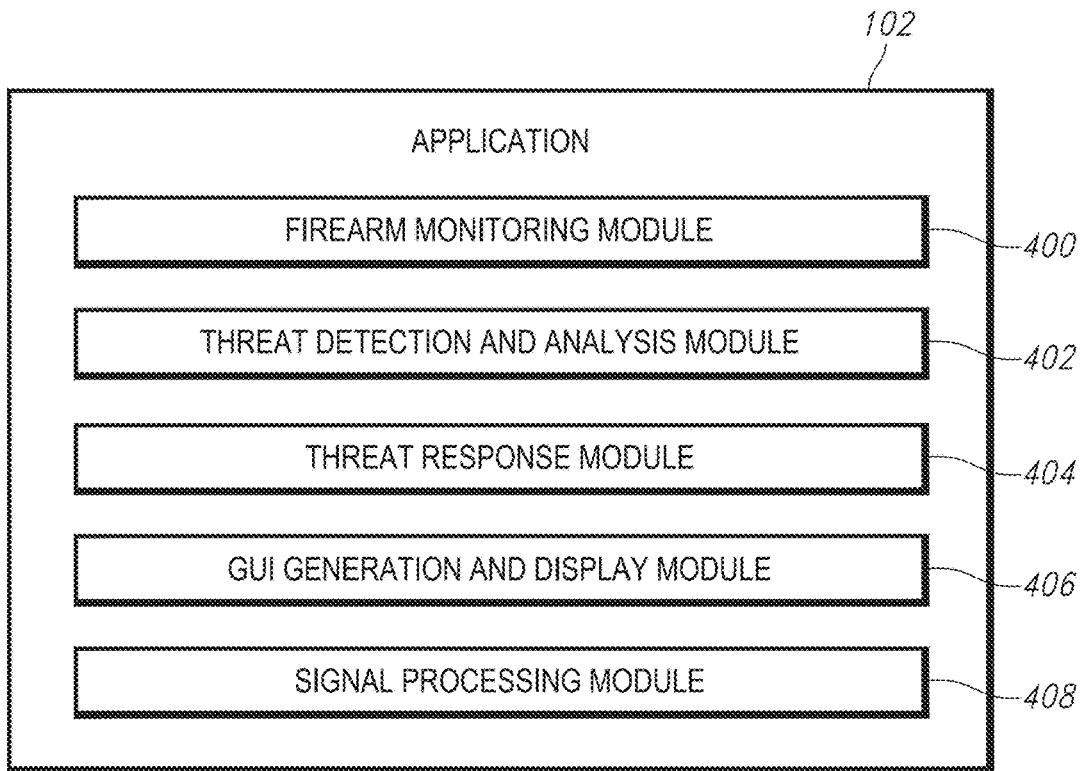 102
APPLICATION
FIREARM MONITORING MODULE
400
THREAT DETECTION AND ANALYSIS MODULE
402
THREAT RESPONSE MODULE
404
GUI GENERATION AND DISPLAY MODULE
406
SIGNAL PROCESSING MODULE
408